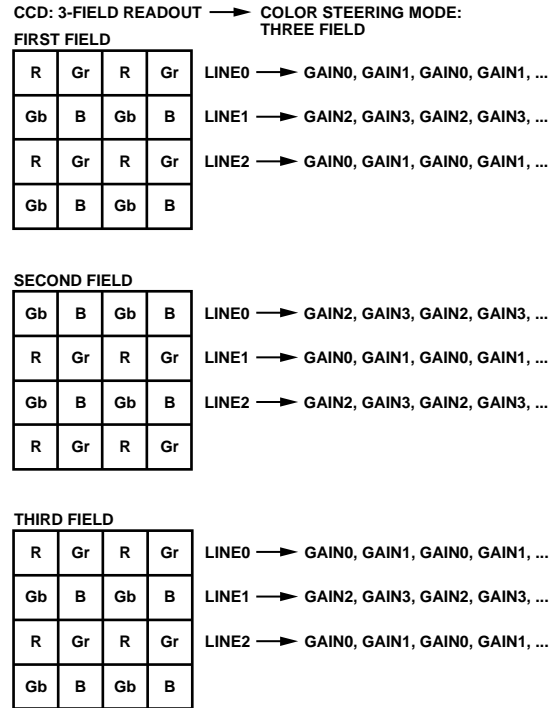 CCD: 3-FIELD READOUT → COLOR STEERING MODE:
THREE FIELD
FIRST FIELD
R Gr R Gr LINE0 → GAIN0, GAIN1, GAIN0, GAIN1, ...
Gb B Gb B LINE1 → GAIN2, GAIN3, GAIN2, GAIN3, ...
R Gr R Gr LINE2 → GAIN0, GAIN1, GAIN0, GAIN1, ...
Gb B Gb B
SECOND FIELD
Gb B Gb B LINE0 → GAIN2, GAIN3, GAIN2, GAIN3, ...
R Gr R Gr LINE1 → GAIN0, GAIN1, GAIN0, GAIN1, ...
Gb B Gb B LINE2 → GAIN2, GAIN3, GAIN2, GAIN3, ...
R Gr R Gr
THIRD FIELD
R Gr R Gr LINE0 → GAIN0, GAIN1, GAIN0, GAIN1, ...
Gb B Gb B LINE1 → GAIN2, GAIN3, GAIN2, GAIN3, ...
R Gr R Gr LINE2 → GAIN0, GAIN1, GAIN0, GAIN1, ...
Gb B Gb B